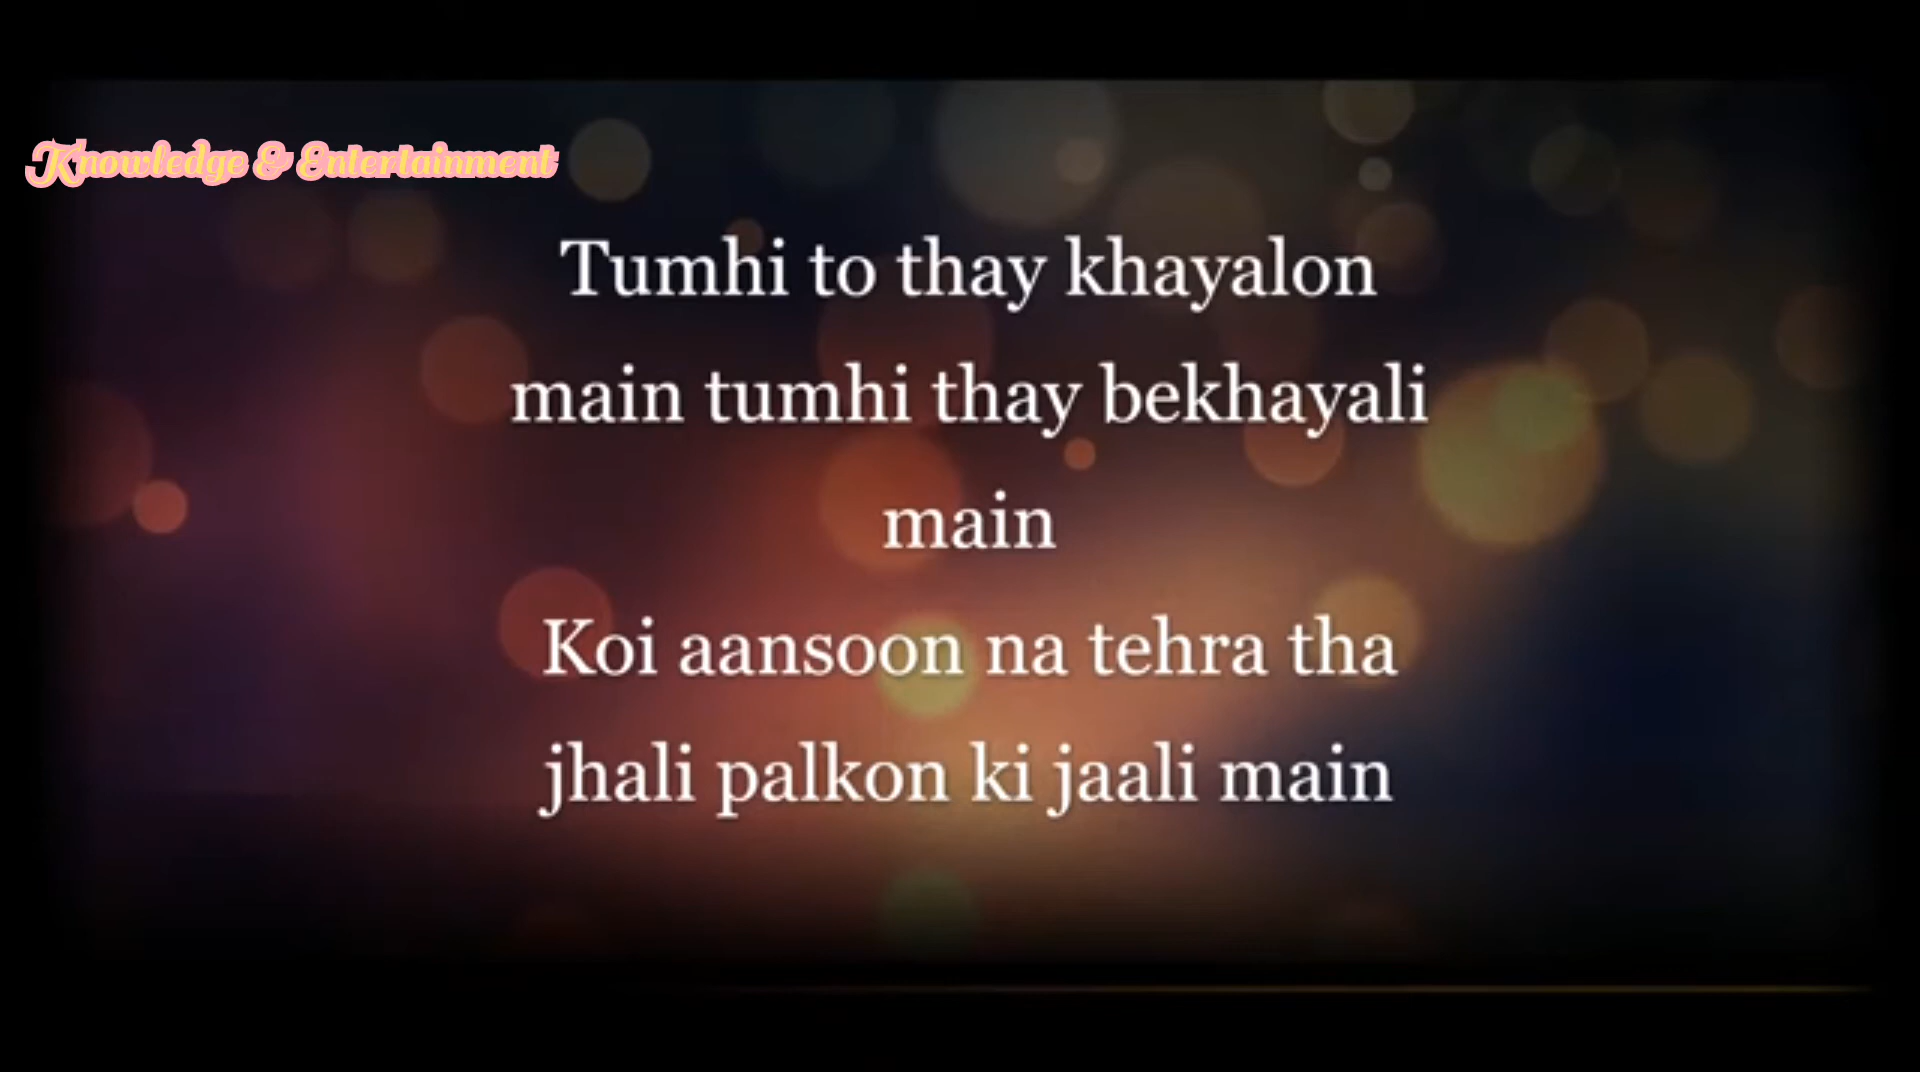 Knowledge & Entertainment
Tumhi to thay khayalon
main tumhi thay bekhayali
main
Koi aansoon na tehra tha
jhali palkon ki jaali main